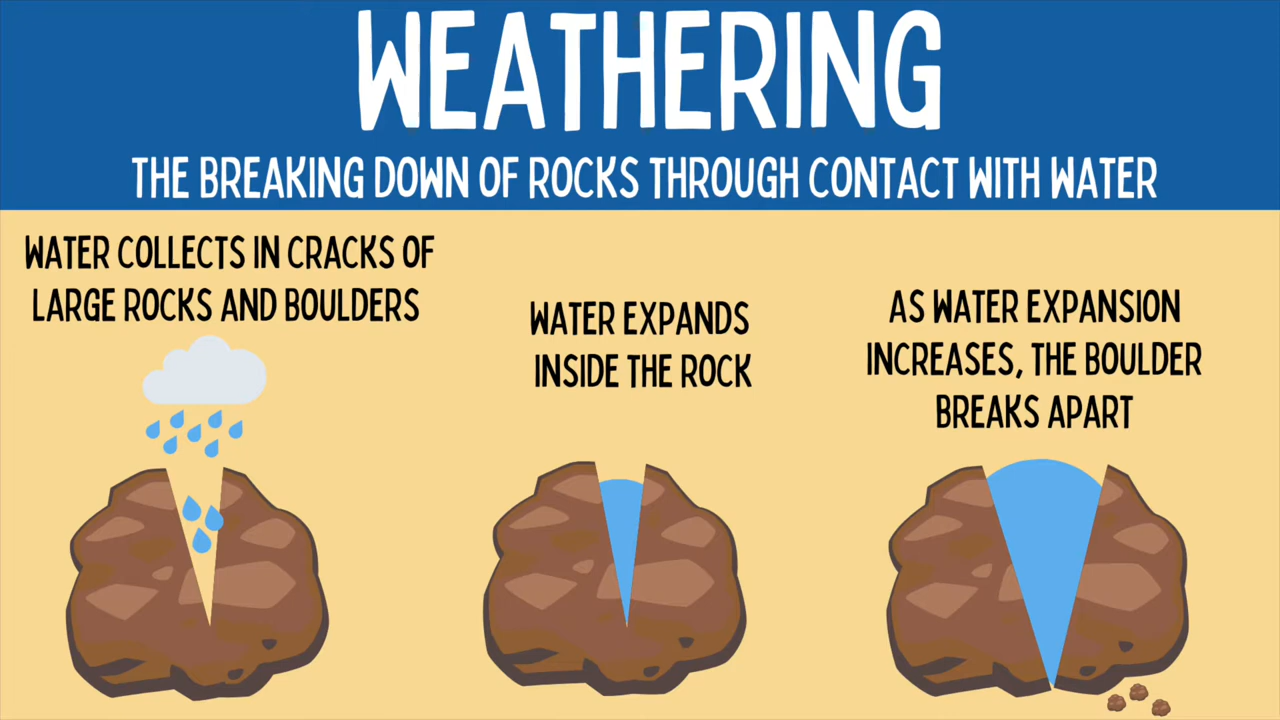 WEATHERING
THE BREAKING DOWN OF ROCKS THROUGH CONTACT WITH WATER
WATER COLLECTS IN CRACKS OF
LARGE ROCKS AND BOULDERS
WATER EXPANDS
INSIDE THE ROCK
AS WATER EXPANSION
INCREASES, THE BOULDER
BREAKS APART